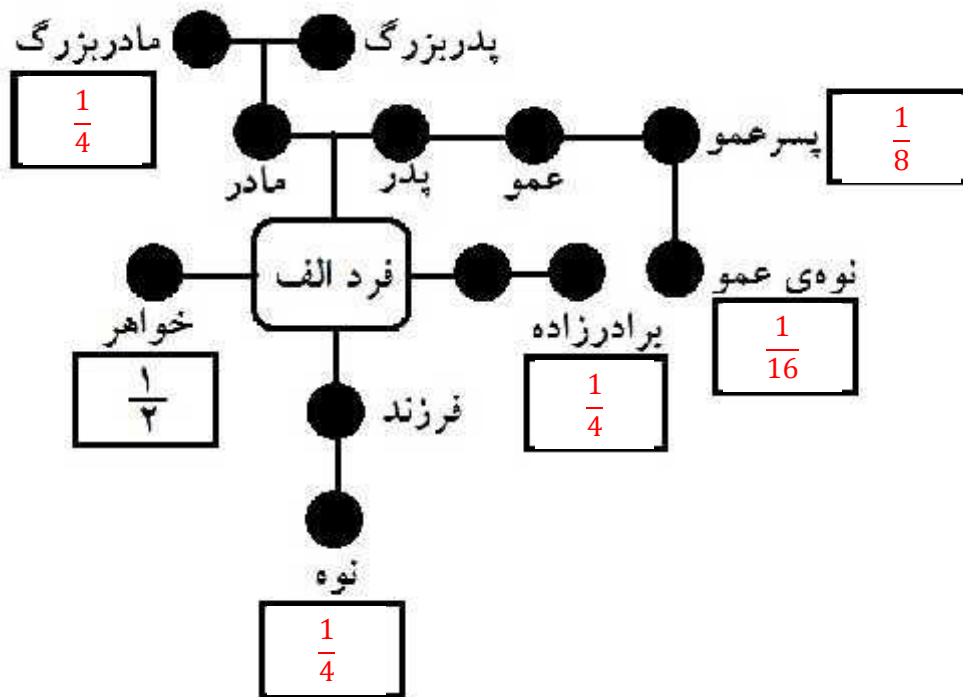 مادربزرگ
پدربزرگ
1/4
پسرعمو
1/8
مادر
پدر
عمو
فرد الف
نوه‌ی عمو
1/16
خواهر
۱/۲
برادرزاده
1/4
فرزند
نوه
1/4